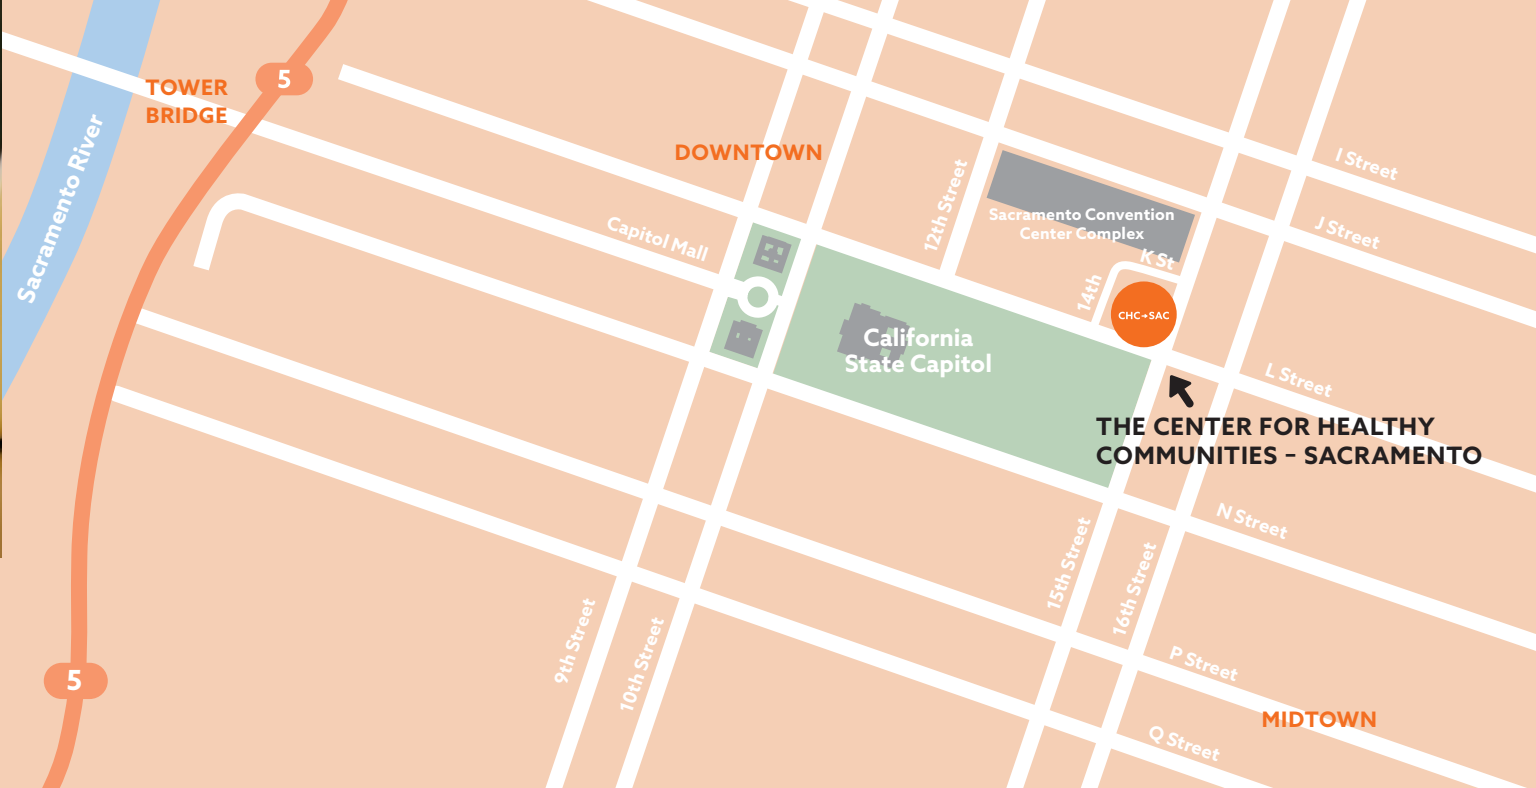 5
TOWER
BRIDGE
Sacramento River
DOWNTOWN
I Street
12th Street
Sacramento Convention
Center Complex
J Street
Capitol Mall
K St
14th
CHC→SAC
California
State Capitol
L Street
THE CENTER FOR HEALTHY
COMMUNITIES – SACRAMENTO
N Street
15th Street
16th Street
9th Street
10th Street
P Street
5
MIDTOWN
Q Street